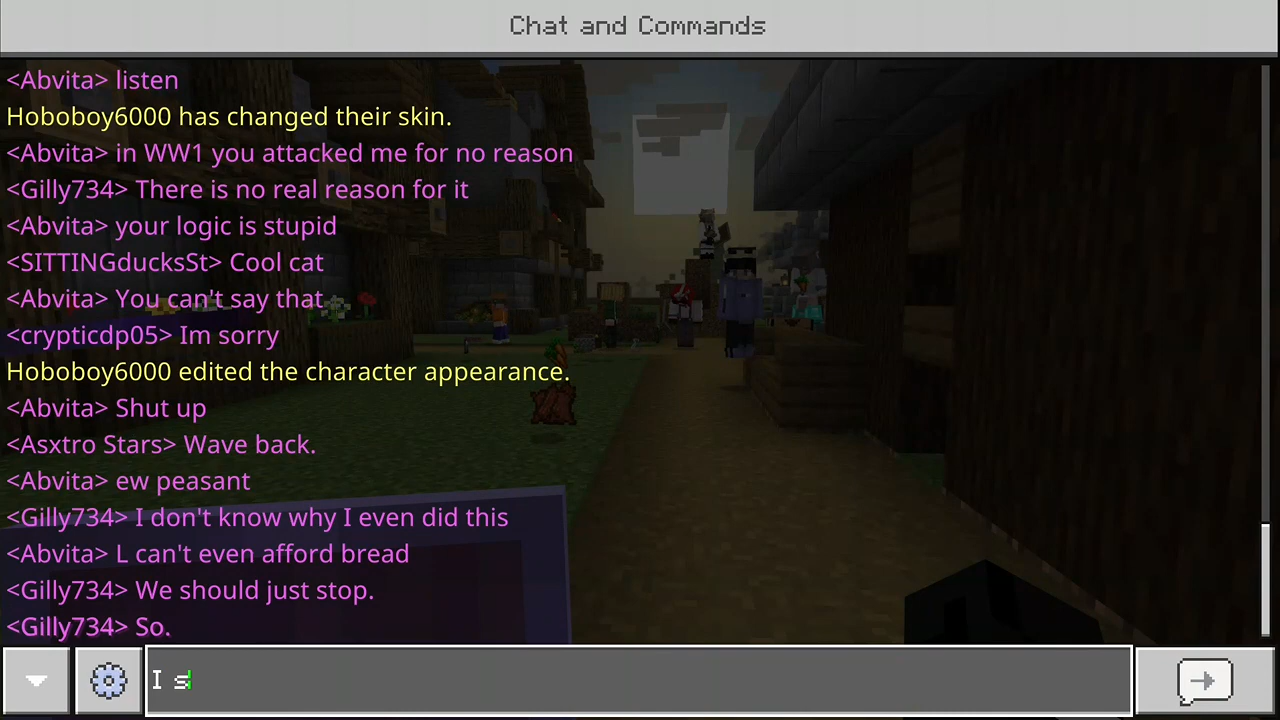 Chat and Commands
<Abvita> listen
Hoboboy6000 has changed their skin.
<Abvita> in WW1 you attacked me for no reason
<Gilly734> There is no real reason for it
<Abvita> your logic is stupid
<SITTINGducksSt> Cool cat
<Abvita> You can't say that
<crypticdp05> Im sorry
Hoboboy6000 edited the character appearance.
<Abvita> Shut up
<Asxtro Stars> Wave back.
<Abvita> ew peasant
<Gilly734> I don't know why I even did this
<Abvita> L can't even afford bread
<Gilly734> We should just stop.
<Gilly734> So.
I s